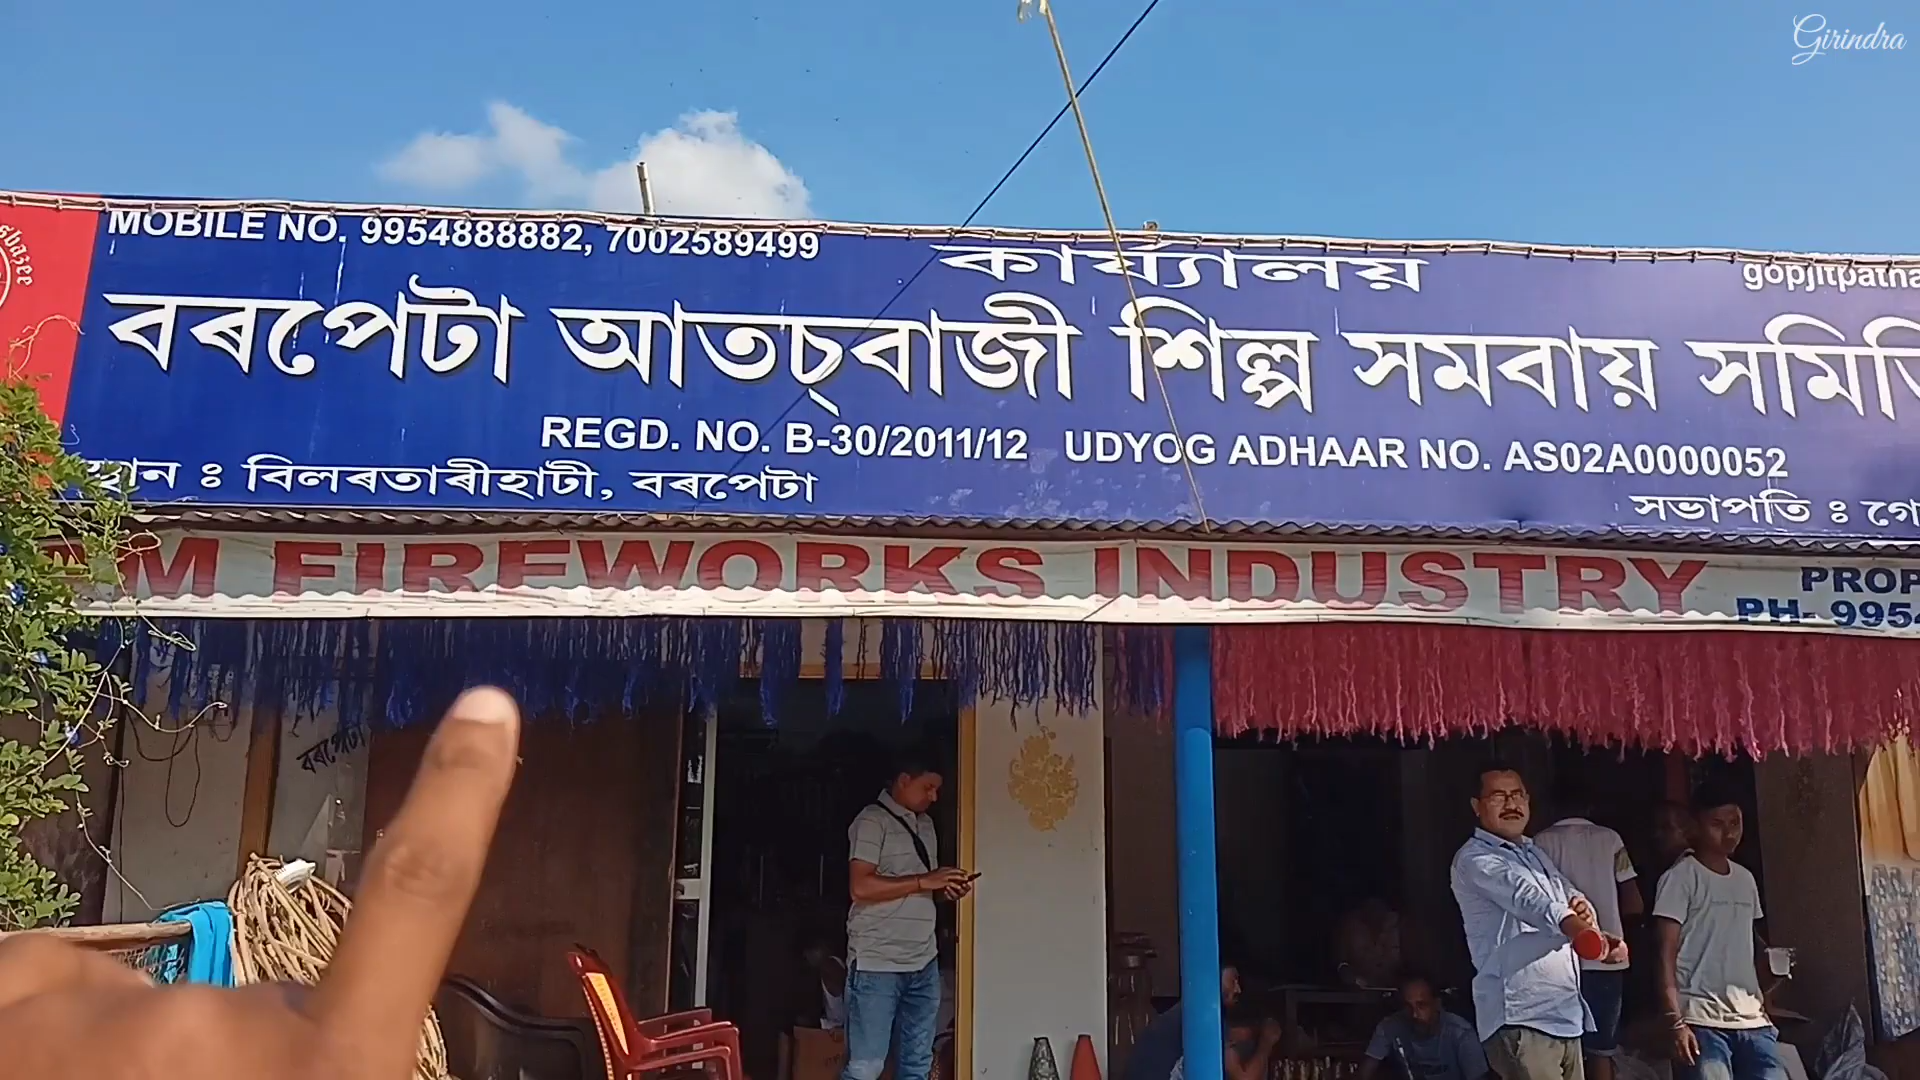 Girindra
MOBILE NO. 9954888882, 7002589499
কাৰ্য্যালয়
বৰপেটা আতচ্‌বাজী শিল্প সমবায় সমিতি
REGD. NO. B-30/2011/12 UDYOG ADHAAR NO. AS02A0000052
স্থান ঃ বিলৰতাৰীহাটী, বৰপেটা
সভাপতি ঃ
FIREWORKS INDUSTRY
PROP
PH- 995
বৰপেটা